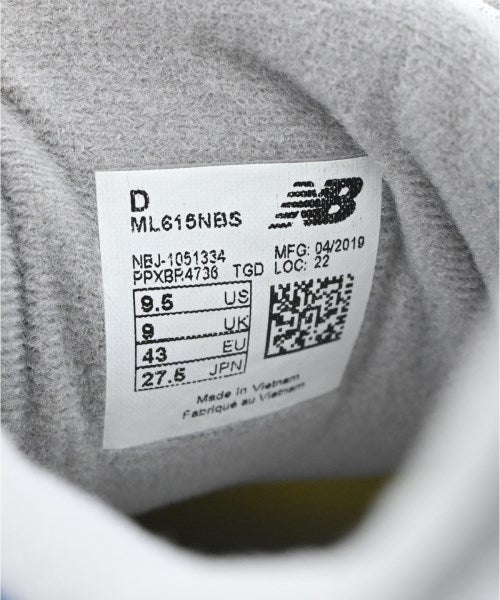 D
ML615NBS
NB
NBJ-1051334
PPXBR4736 TGD
MFG: 04/2019
LOC: 22
9.5 US
9 UK
43 EU
27.5 JPN
Made in Vietnam
Fabriqué au Vietnam